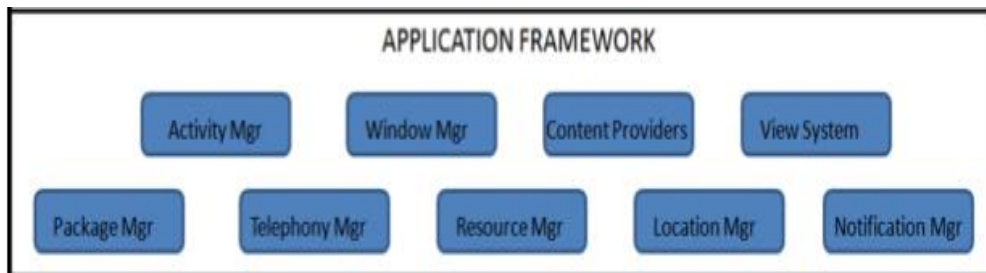 APPLICATION FRAMEWORK
Activity Mgr
Window Mgr
Content Providers
View System
Package Mgr
Telephony Mgr
Resource Mgr
Location Mgr
Notification Mgr